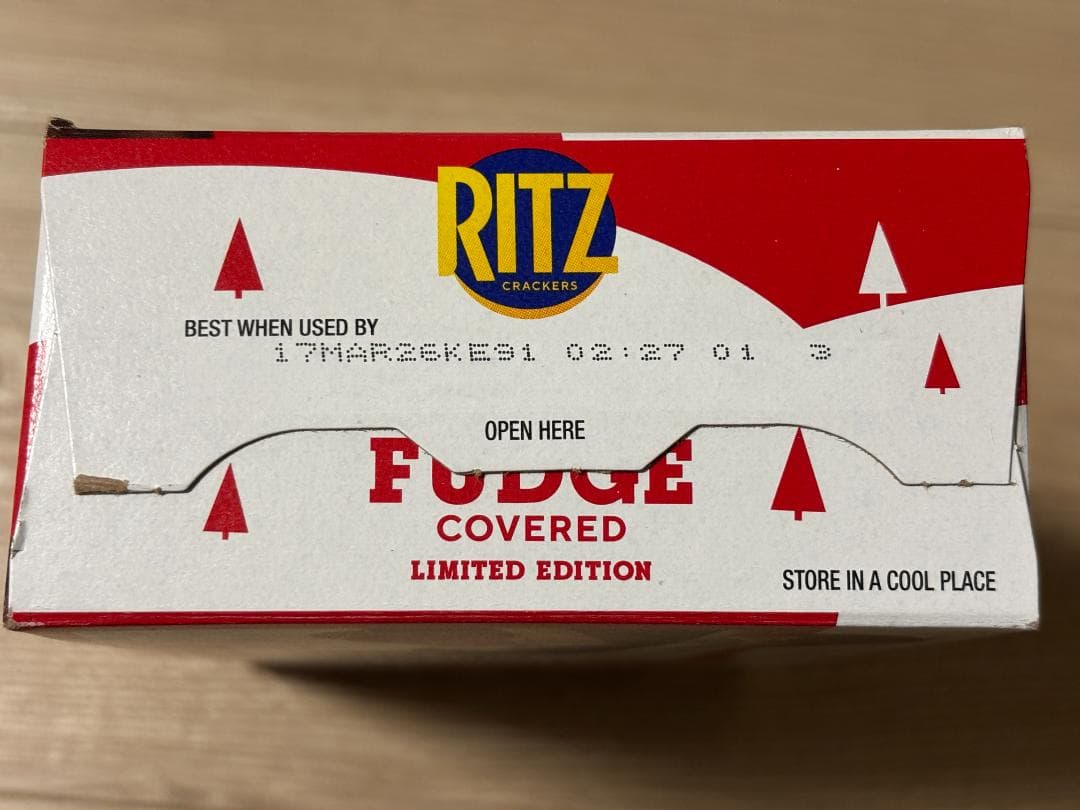 RITZ
CRACKERS
BEST WHEN USED BY
17MAR26KE91 02:27 01 3
OPEN HERE
FUDGE
COVERED
LIMITED EDITION
STORE IN A COOL PLACE